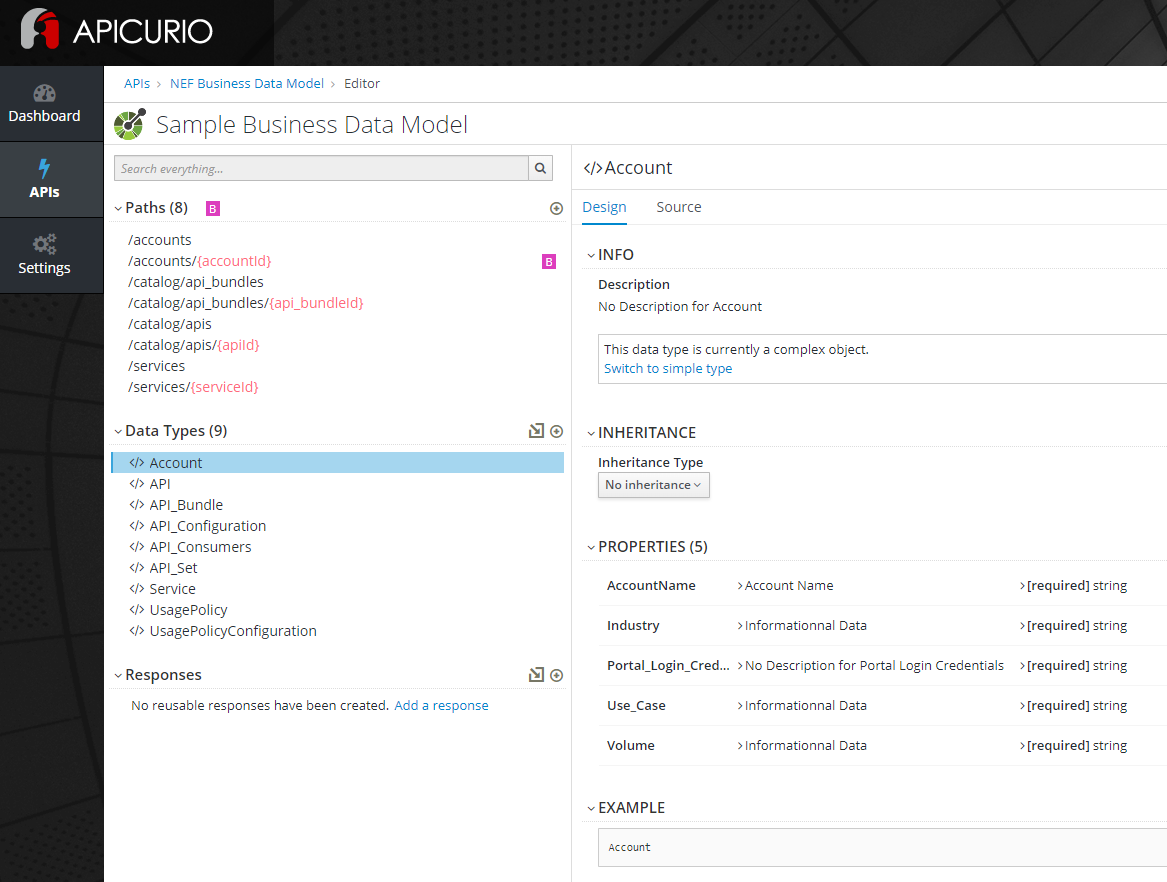 APICURIO
Dashboard
APIs
Settings
APIs › NEF Business Data Model › Editor
Sample Business Data Model
Search everything...
Paths (8) B
/accounts
/accounts/{accountId} B
/catalog/api_bundles
/catalog/api_bundles/{api_bundleId}
/catalog/apis
/catalog/apis/{apiId}
/services
/services/{serviceId}
Data Types (9)
</> Account
</> API
</> API_Bundle
</> API_Configuration
</> API_Consumers
</> API_Set
</> Service
</> UsagePolicy
</> UsagePolicyConfiguration
Responses
No reusable responses have been created. Add a response
</>Account
Design Source
INFO
Description
No Description for Account
This data type is currently a complex object.
Switch to simple type
INHERITANCE
Inheritance Type
No inheritance
PROPERTIES (5)
AccountName Account Name [required] string
Industry Informationnal Data [required] string
Portal_Login_Cred... No Description for Portal Login Credentials [required] string
Use_Case Informationnal Data [required] string
Volume Informationnal Data [required] string
EXAMPLE
Account